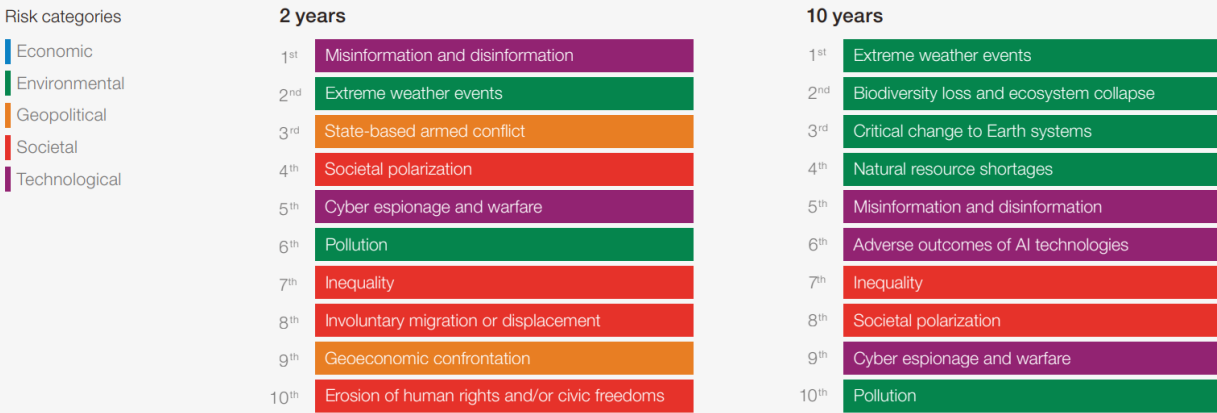 Risk categories
Economic
Environmental
Geopolitical
Societal
Technological
2 years
1st Misinformation and disinformation
2nd Extreme weather events
3rd State-based armed conflict
4th Societal polarization
5th Cyber espionage and warfare
6th Pollution
7th Inequality
8th Involuntary migration or displacement
9th Geoeconomic confrontation
10th Erosion of human rights and/or civic freedoms
10 years
1st Extreme weather events
2nd Biodiversity loss and ecosystem collapse
3rd Critical change to Earth systems
4th Natural resource shortages
5th Misinformation and disinformation
6th Adverse outcomes of AI technologies
7th Inequality
8th Societal polarization
9th Cyber espionage and warfare
10th Pollution